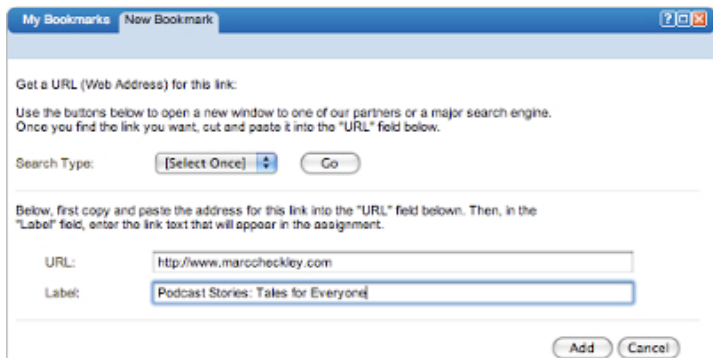 My Bookmarks New Bookmark
Get a URL (Web Address) for this link:
Use the buttons below to open a new window to one of our partners or a major search engine.
Once you find the link you want, cut and paste it into the "URL" field below.
Search Type: [Select Once] Go
Below, first copy and paste the address for this link into the "URL" field belown. Then, in the
"Label" field, enter the link text that will appear in the assignment.
URL: http://www.marccheckley.com
Label: Podcast Stories: Tales for Everyone
Add Cancel